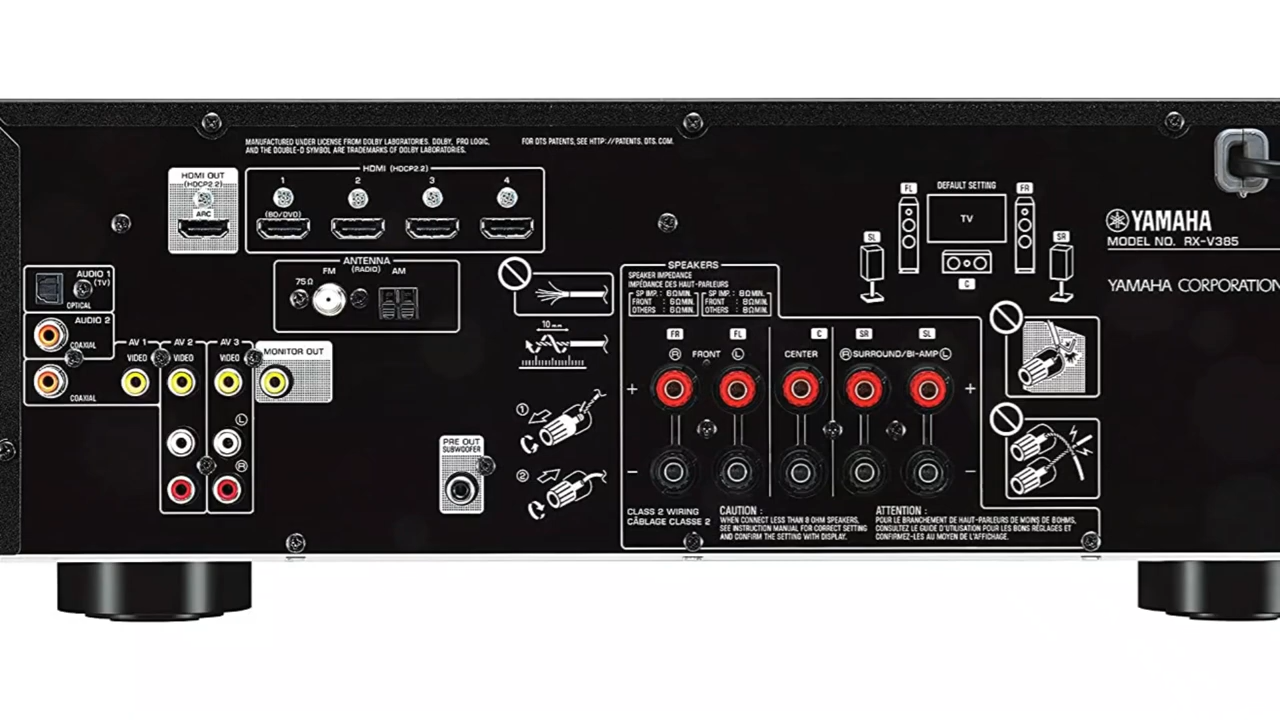 MANUFACTURED UNDER LICENSE FROM DOLBY LABORATORIES. DOLBY, PRO LOGIC,
AND THE DOUBLE-D SYMBOL ARE TRADEMARKS OF DOLBY LABORATORIES.
FOR DTS PATENTS, SEE HTTP://PATENTS. DTS. COM.
HDMI OUT
(HDCP2.2)
ARC
HDMI (HDCP2.2)
1 2 3 4
(BD/DVD)
AUDIO 1
(TV)
OPTICAL
AUDIO 2
COAXIAL
COAXIAL
AV 1 AV 2 AV 3
VIDEO VIDEO VIDEO
MONITOR OUT
L
R
ANTENNA
(RADIO)
FM AM
75Ω
10 mm
1
2
PRE OUT
SUBWOOFER
SPEAKERS
SPEAKER IMPEDANCE
IMPÉDANCE DES HAUT-PARLEURS
SP IMP. : 6ΩMIN. SP IMP. : 8ΩMIN.
FRONT : 6ΩMIN. FRONT : 8ΩMIN.
OTHERS : 6ΩMIN. OTHERS : 8ΩMIN.
FR FL C SR SL
R FRONT L CENTER R SURROUND/BI-AMP L
+ +
− −
CLASS 2 WIRING
CÂBLAGE CLASSE 2
CAUTION :
WHEN CONNECT LESS THAN 8 OHM SPEAKERS,
SEE INSTRUCTION MANUAL FOR CORRECT SETTING
AND CONFIRM THE SETTING WITH DISPLAY.
ATTENTION :
POUR LE BRANCHEMENT DE HAUT-PARLEURS DE MOINS DE 8OHMS,
CONSULTEZ LE GUIDE D'UTILISATION POUR LES BONS RÉGLAGES ET
CONFIRMEZ-LES AU MOYEN DE L'AFFICHAGE.
FL DEFAULT SETTING FR
TV
SL SR
C
YAMAHA
MODEL NO. RX-V385
YAMAHA CORPORATION